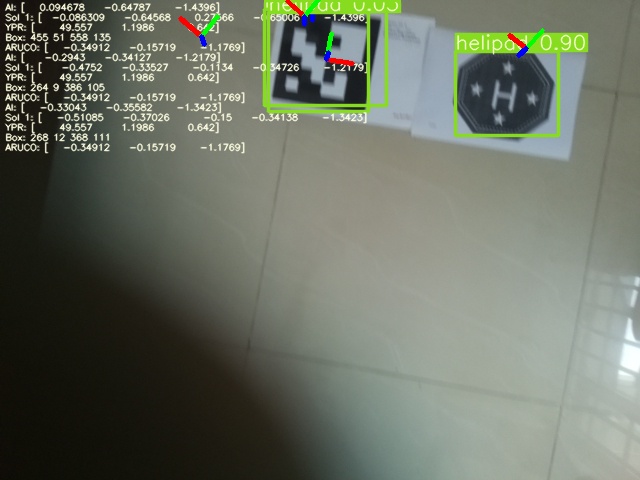 AI: [ 0.094678 -0.64787 -1.4396]
Sol 1: [ -0.086309 -0.64568 0.27566 -0.65006 -1.4396]
YPR: [ 49.557 1.1986 0.642]
Box: 455 51 558 135
ARUCO: [ -0.34912 -0.15719 -1.1769]
AI: [ -0.2943 -0.34127 -1.2179]
Sol 1: [ -0.4752 -0.33527 -0.1134 -0.34726 -1.2179]
YPR: [ 49.557 1.1986 0.642]
Box: 264 9 386 105
ARUCO: [ -0.34912 -0.15719 -1.1769]
AI: [ -0.33043 -0.35582 -1.3423]
Sol 1: [ -0.51085 -0.37026 -0.15 -0.34138 -1.3423]
YPR: [ 49.557 1.1986 0.642]
Box: 268 12 368 111
ARUCO: [ -0.34912 -0.15719 -1.1769]
helipad 0.90
H